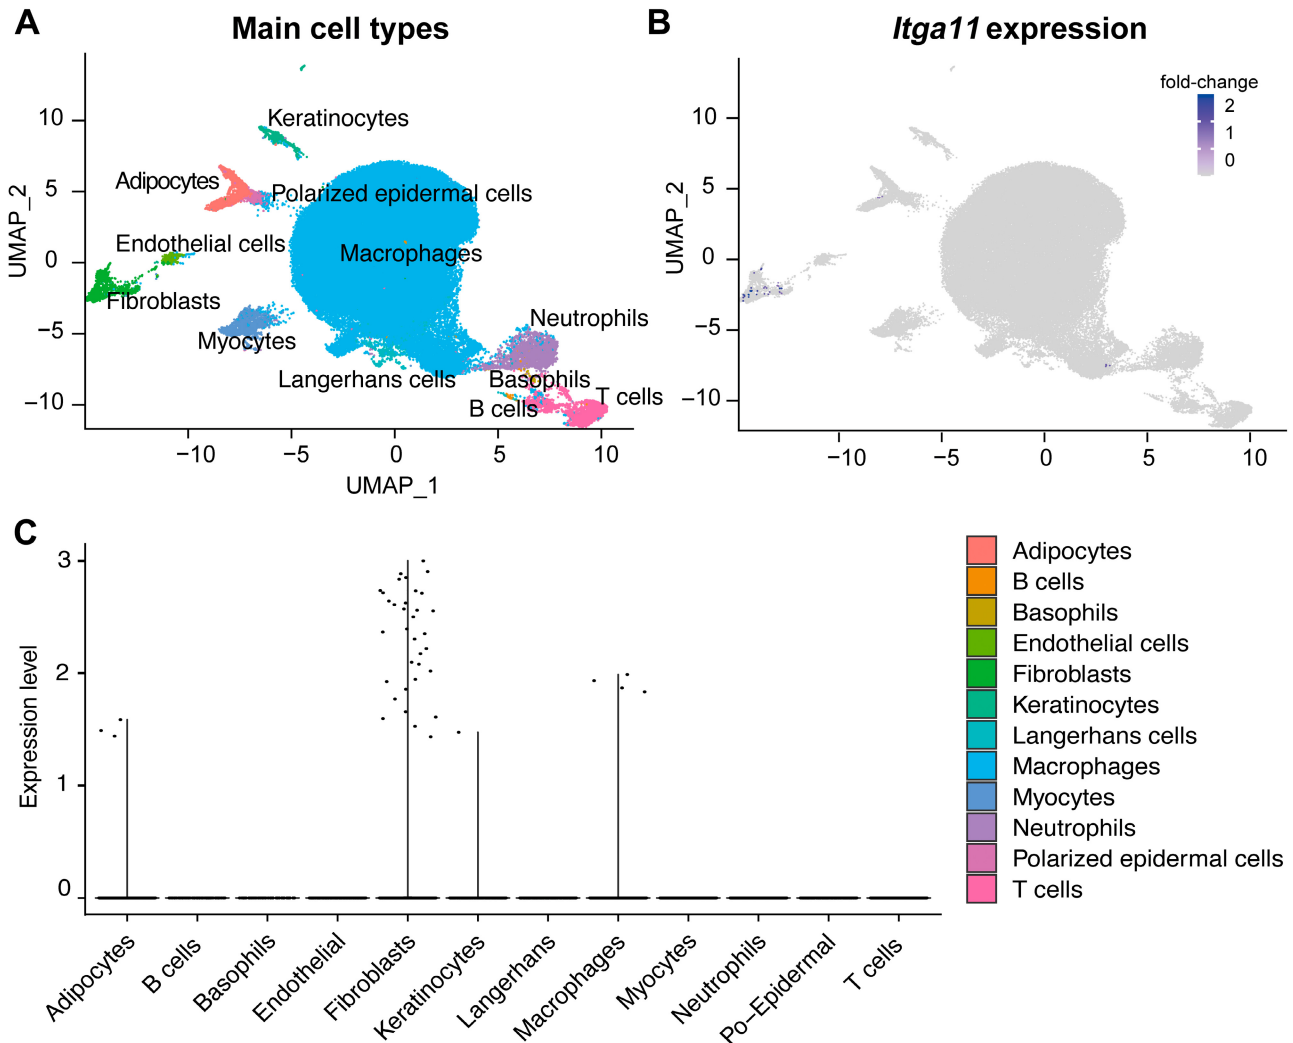 A
Main cell types
UMAP_2
10
5
0
−5
−10
Keratinocytes
Adipocytes
Polarized epidermal cells
Endothelial cells
Macrophages
Fibroblasts
Myocytes
Neutrophils
Langerhans cells
Basophils
B cells
T cells
−10
−5
0
5
10
UMAP_1
B
Itga11 expression
fold-change
2
1
0
UMAP_2
10
5
0
−5
−10
−10
−5
0
5
10
C
Expression level
3
2
1
0
Adipocytes
B cells
Basophils
Endothelial
Fibroblasts
Keratinocytes
Langerhans
Macrophages
Myocytes
Neutrophils
Po−Epidermal
T cells
Adipocytes
B cells
Basophils
Endothelial cells
Fibroblasts
Keratinocytes
Langerhans cells
Macrophages
Myocytes
Neutrophils
Polarized epidermal cells
T cells